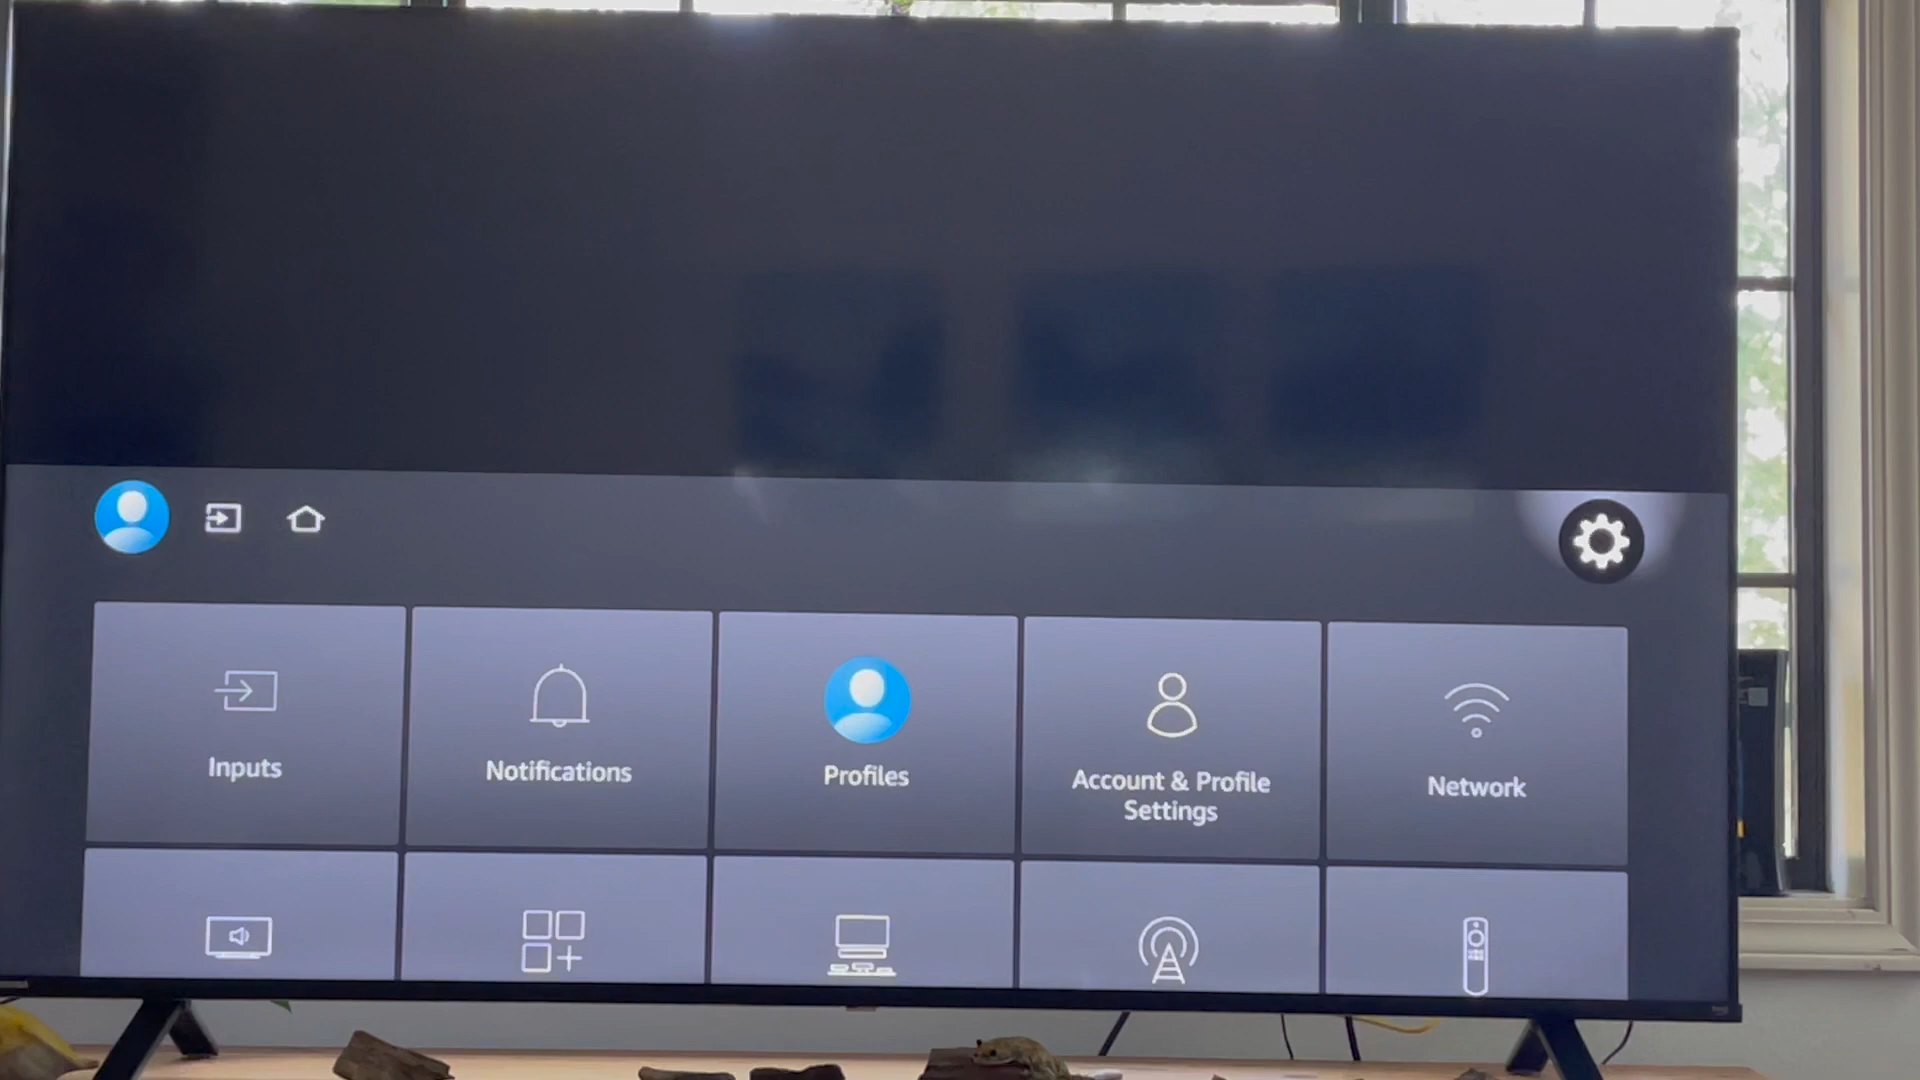 Inputs
Notifications
Profiles
Account & Profile
Settings
Network